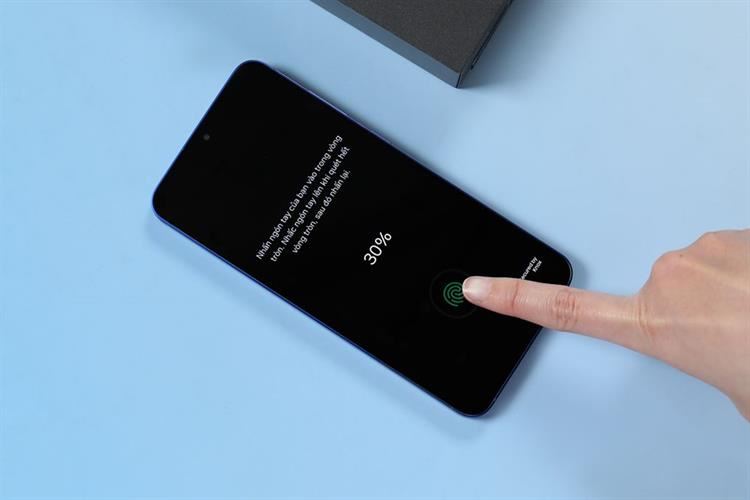 Nhấn ngón tay của bạn vào trong vòng
tròn. Nhấc ngón tay lên khi quét hết
vòng tròn, sau đó nhấn lại.
30%
Secured by
Knox